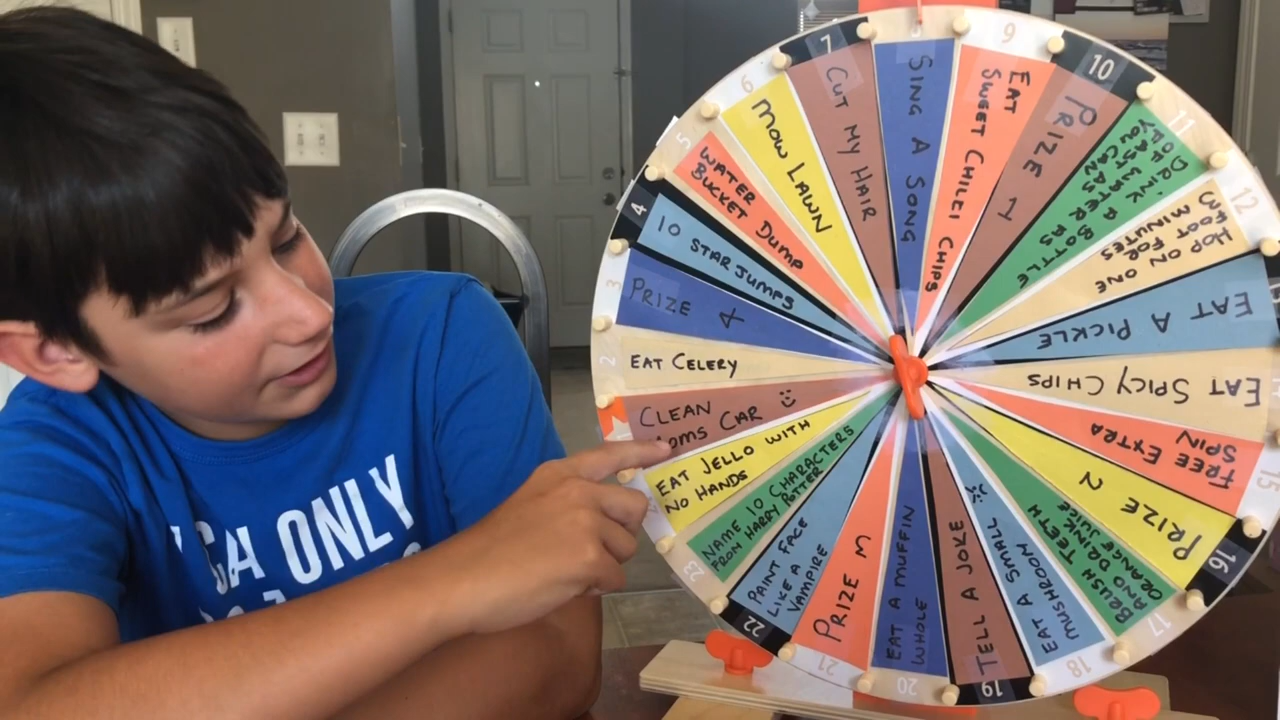 ONLY
7
CUT MY HAIR
SING A SONG
9
EAT
SWEET CHILEI CHIPS
10
PRIZE 1
11
DRINK A BOTTLE
OF WATER AS
FAST AS
YOU CAN
12
HOP ON ONE
FOOT FOR
3 MINUTES
EAT A PICKLE
EAT SPICY CHIPS
15
FREE EXTRA
SPIN
16
PRIZE 2
17
BRUSH TEETH
AND DRINK
ORANGE JUICE
18
EAT A SMALL
MUSHROOM
19
TELL A JOKE
20
EAT A MUFFIN
WHOLE
21
PRIZE 3
22
PAINT FACE
LIKE A
VAMPIRE
23
NAME 10 CHARACTERS
FROM HARRY POTTER
EAT JELLO WITH
NO HANDS
CLEAN
MOMS CAR
2
EAT CELERY
3
PRIZE 4
4
10 STAR JUMPS
5
WATER
BUCKET DUMP
6
MOW LAWN